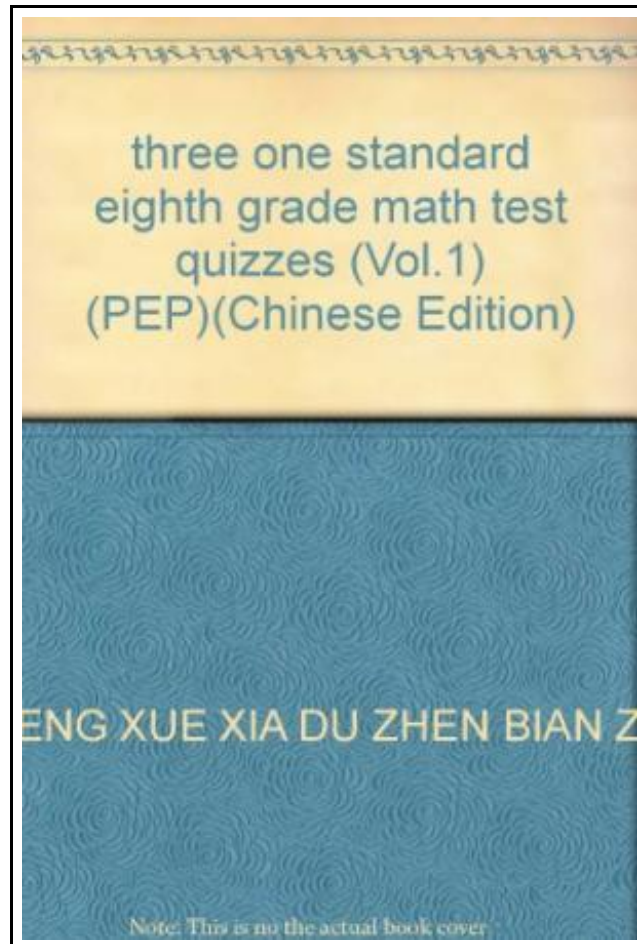 three one standard
eighth grade math test
quizzes (Vol.1)
(PEP)(Chinese Edition)
ENG XUE XIA DU ZHEN BIAN Z
Note: This is no the actual book cover